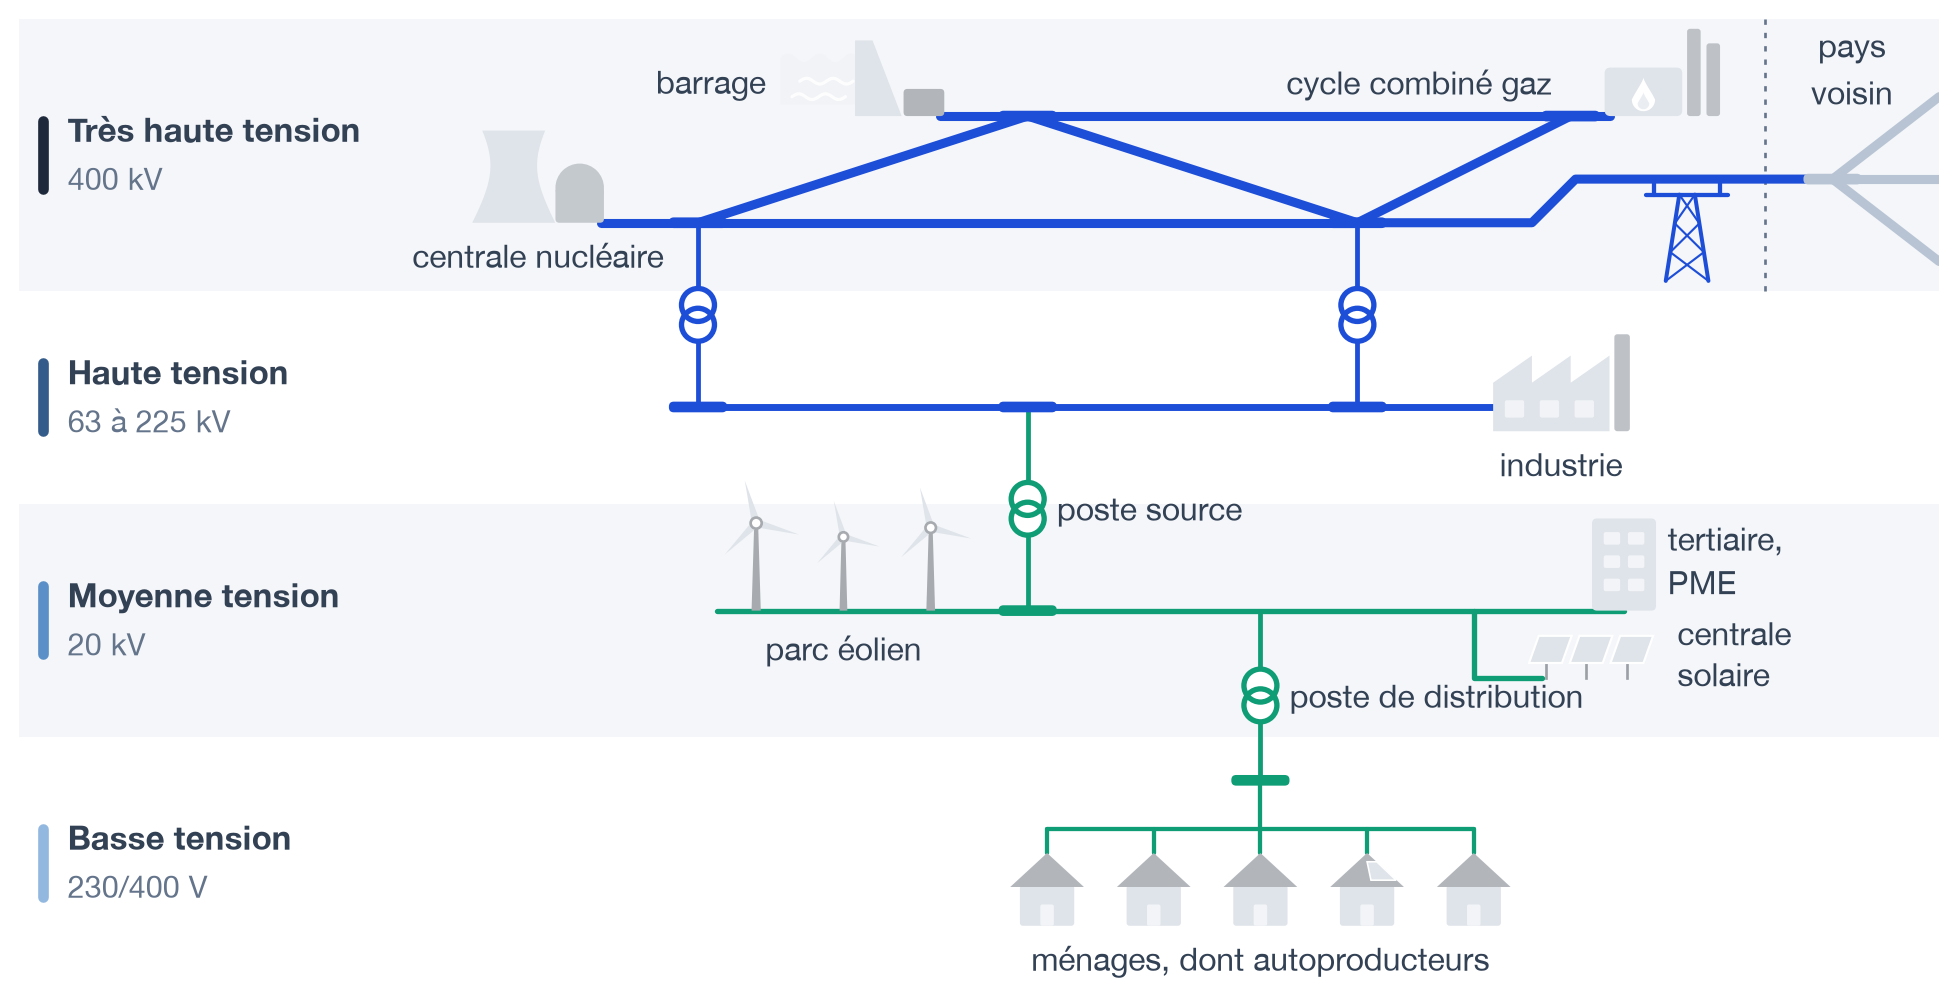 pays
voisin
barrage
cycle combiné gaz
Très haute tension
400 kV
centrale nucléaire
Haute tension
63 à 225 kV
industrie
poste source
tertiaire,
PME
Moyenne tension
20 kV
parc éolien
centrale
solaire
poste de distribution
Basse tension
230/400 V
ménages, dont autoproducteurs